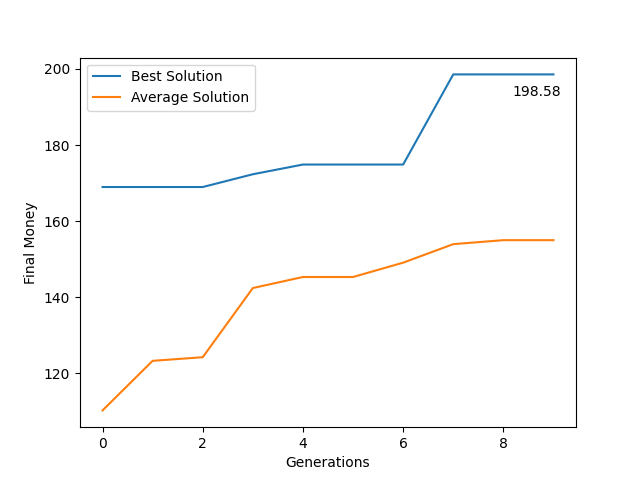 Best Solution
Average Solution
198.58
200
180
160
140
120
Final Money
0 2 4 6 8
Generations